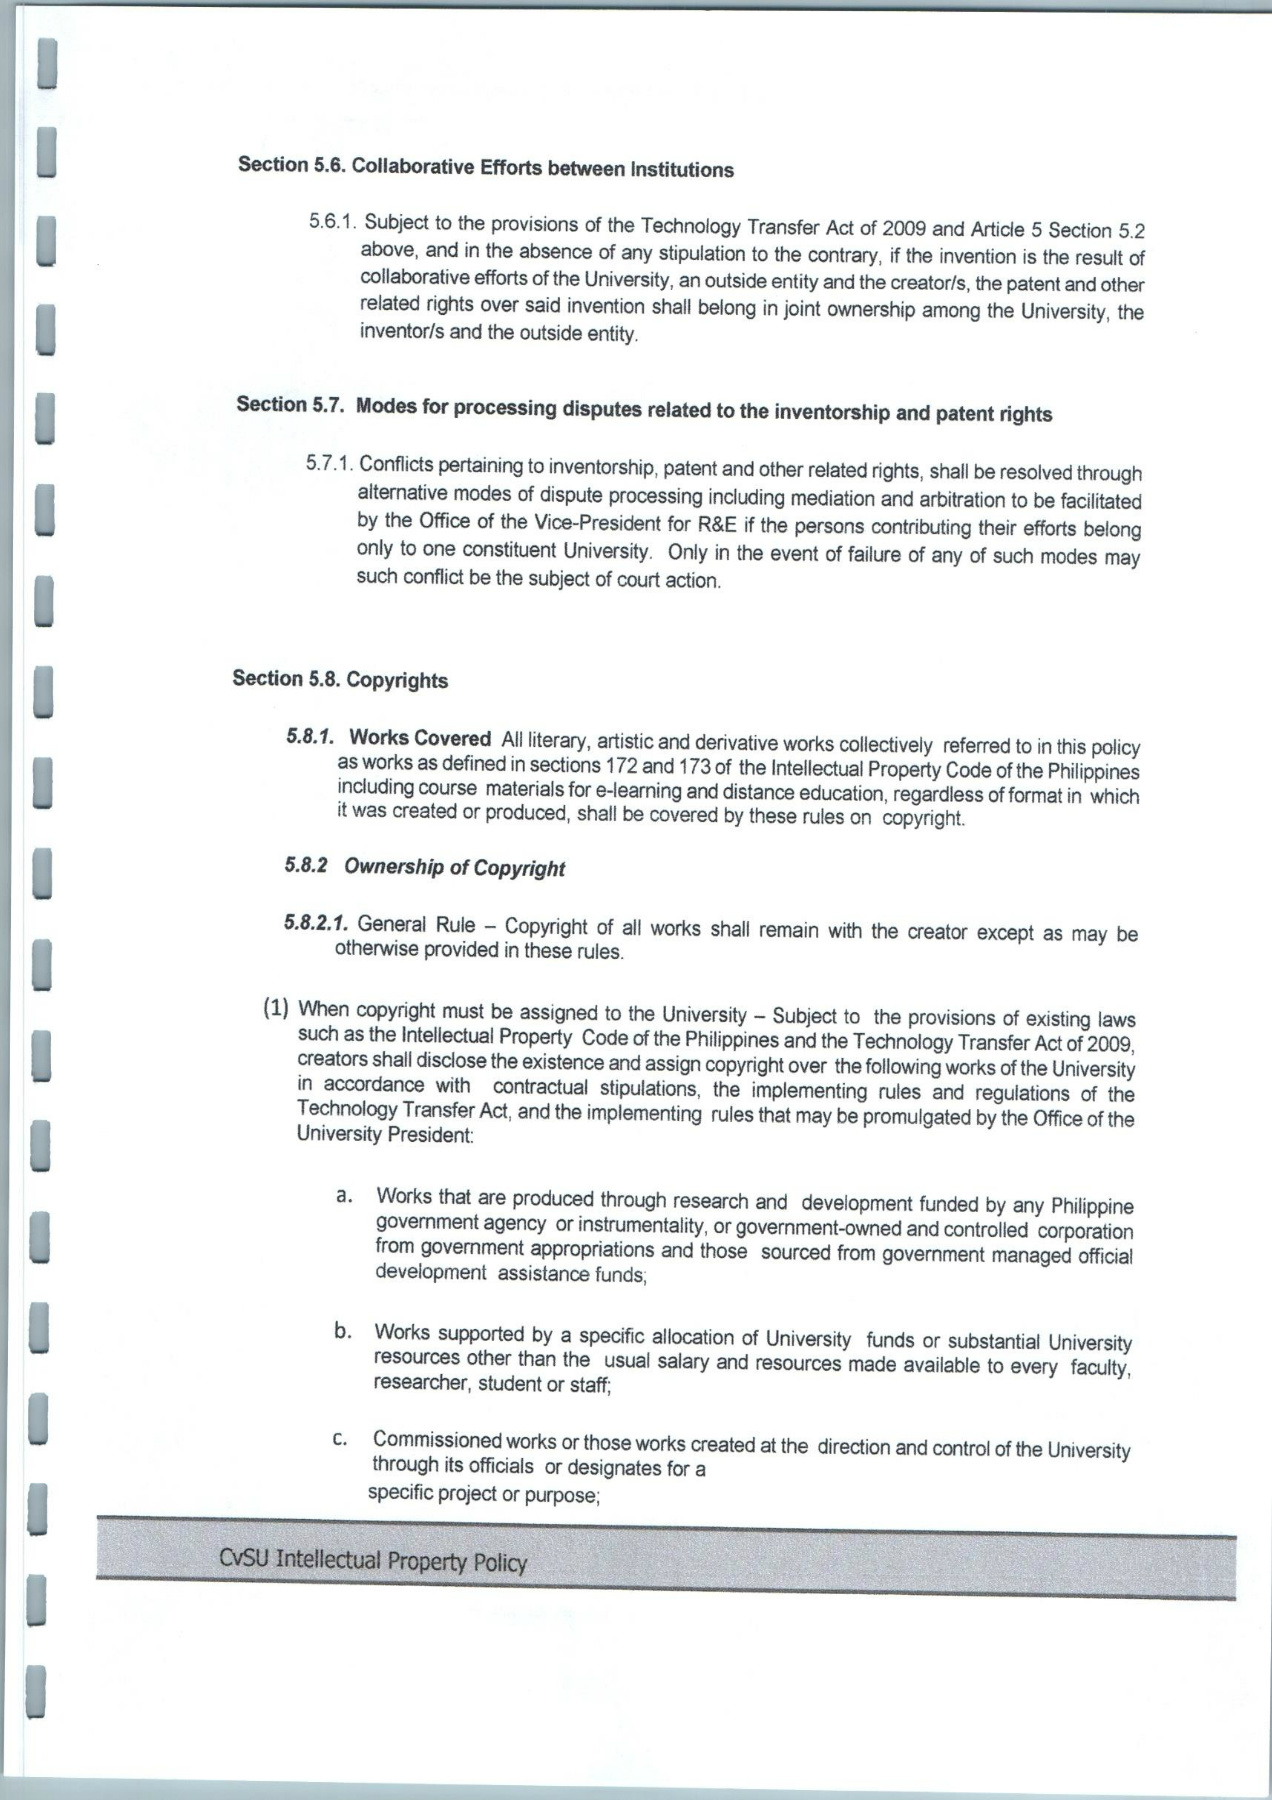 Section 5.6. Collaborative Efforts between Institutions
5.6.1. Subject to the provisions of the Technology Transfer Act of 2009 and Article 5 Section 5.2
above, and in the absence of any stipulation to the contrary, if the invention is the result of
collaborative efforts of the University, an outside entity and the creator/s, the patent and other
related rights over said invention shall belong in joint ownership among the University, the
inventor/s and the outside entity.
Section 5.7. Modes for processing disputes related to the inventorship and patent rights
5.7.1. Conflicts pertaining to inventorship, patent and other related rights, shall be resolved through
alternative modes of dispute processing including mediation and arbitration to be facilitated
by the Office of the Vice-President for R&E if the persons contributing their efforts belong
only to one constituent University. Only in the event of failure of any of such modes may
such conflict be the subject of court action.
Section 5.8. Copyrights
5.8.1. Works Covered All literary, artistic and derivative works collectively referred to in this policy
as works as defined in sections 172 and 173 of the Intellectual Property Code of the Philippines
including course materials for e-learning and distance education, regardless of format in which
it was created or produced, shall be covered by these rules on copyright.
5.8.2 Ownership of Copyright
5.8.2.1. General Rule – Copyright of all works shall remain with the creator except as may be
otherwise provided in these rules.
(1) When copyright must be assigned to the University – Subject to the provisions of existing laws
such as the Intellectual Property Code of the Philippines and the Technology Transfer Act of 2009,
creators shall disclose the existence and assign copyright over the following works of the University
in accordance with contractual stipulations, the implementing rules and regulations of the
Technology Transfer Act, and the implementing rules that may be promulgated by the Office of the
University President:
a. Works that are produced through research and development funded by any Philippine
government agency or instrumentality, or government-owned and controlled corporation
from government appropriations and those sourced from government managed official
development assistance funds;
b. Works supported by a specific allocation of University funds or substantial University
resources other than the usual salary and resources made available to every faculty,
researcher, student or staff;
c. Commissioned works or those works created at the direction and control of the University
through its officials or designates for a
specific project or purpose;
CvSU Intellectual Property Policy